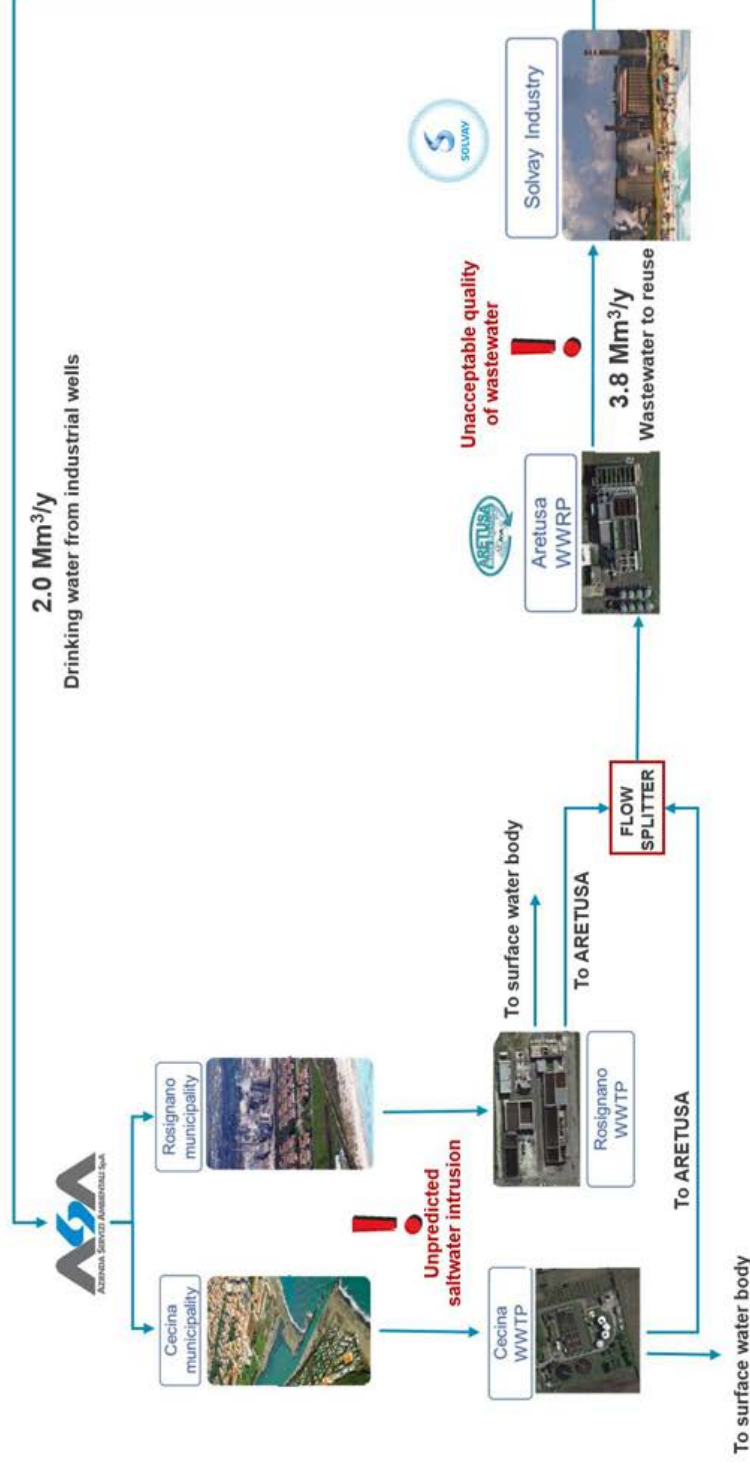 2.0 Mm³/y
Drinking water from industrial wells
ASA
AZIENDA SERVIZI AMBIENTALI SpA
Cecina
municipality
Rosignano
municipality
Unpredicted
saltwater intrusion
Cecina
WWTP
Rosignano
WWTP
To surface water body
To ARETUSA
To ARETUSA
To surface water body
FLOW
SPLITTER
ARETUSA
Aretusa
WWRP
Unacceptable quality
of wastewater
3.8 Mm³/y
Wastewater to reuse
SOLVAY
Solvay Industry